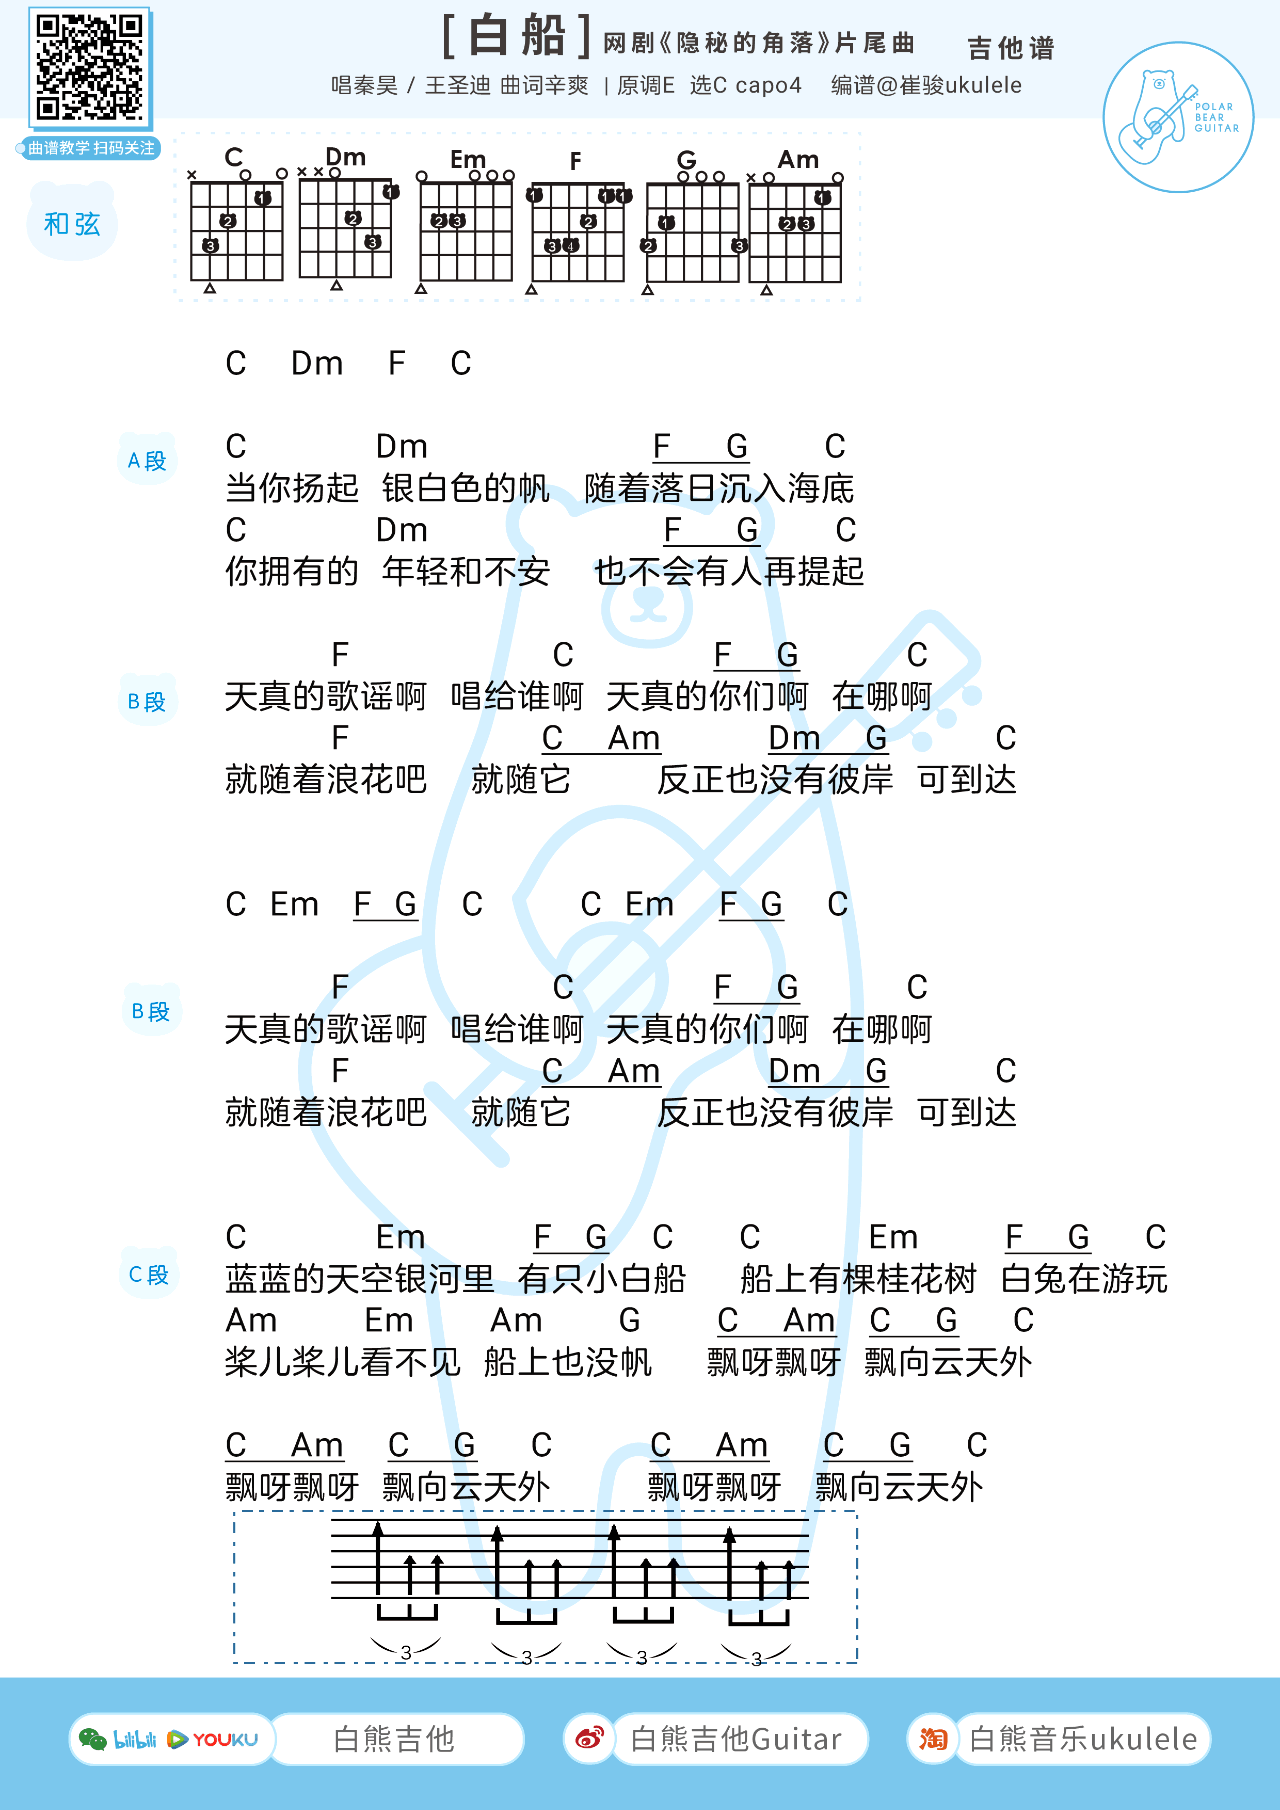 [白船] 网剧《隐秘的角落》片尾曲 吉他谱
唱秦昊 / 王圣迪 曲词辛爽 | 原调E 选C capo4 编谱@崔骏ukulele
曲谱教学 扫码关注
POLAR
BEAR
GUITAR
和弦
C Dm Em F G Am
C Dm F C
A 段
C Dm F G C
当你扬起 银白色的帆 随着落日沉入海底
C Dm F G C
你拥有的 年轻和不安 也不会有人再提起
B 段
F C F G C
天真的歌谣啊 唱给谁啊 天真的你们啊 在哪啊
F C Am Dm G C
就随着浪花吧 就随它 反正也没有彼岸 可到达
C Em F G C C Em F G C
B 段
F C F G C
天真的歌谣啊 唱给谁啊 天真的你们啊 在哪啊
F C Am Dm G C
就随着浪花吧 就随它 反正也没有彼岸 可到达
C 段
C Em F G C C Em F G C
蓝蓝的天空银河里 有只小白船 船上有棵桂花树 白兔在游玩
Am Em Am G C Am C G C
桨儿桨儿看不见 船上也没帆 飘呀飘呀 飘向云天外
C Am C G C C Am C G C
飘呀飘呀 飘向云天外 飘呀飘呀 飘向云天外
3 3 3 3
bilibili YOUKU 白熊吉他
白熊吉他Guitar
淘 白熊音乐ukulele